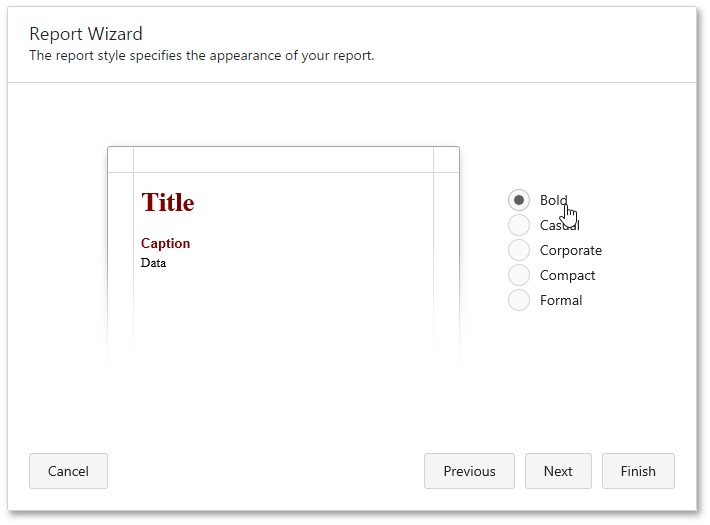 Report Wizard
The report style specifies the appearance of your report.
Title
Caption
Data
Bold
Casual
Corporate
Compact
Formal
Cancel
Previous
Next
Finish